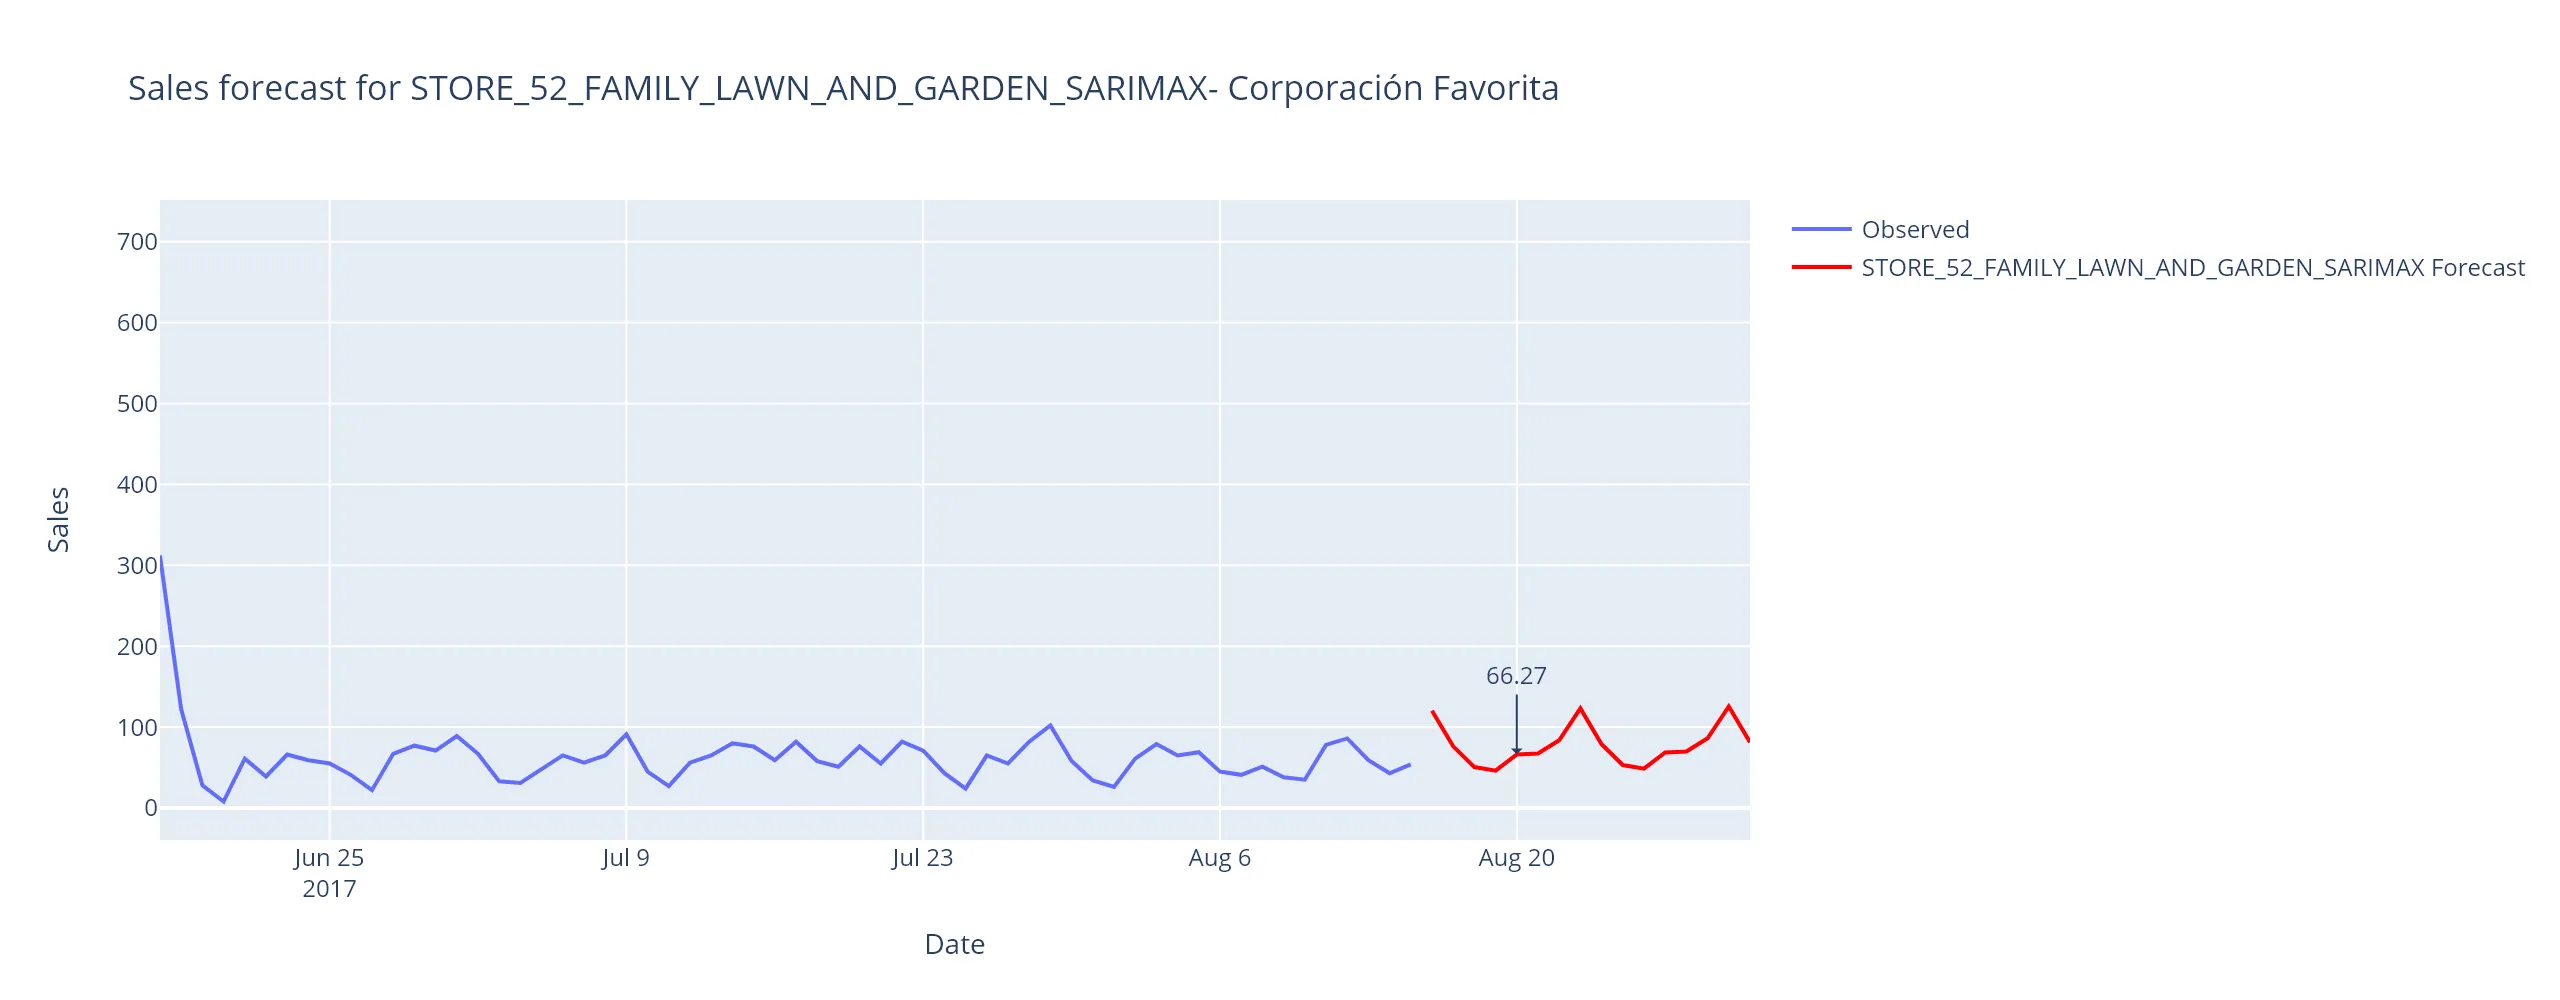 Sales forecast for STORE_52_FAMILY_LAWN_AND_GARDEN_SARIMAX- Corporación Favorita
Observed
STORE_52_FAMILY_LAWN_AND_GARDEN_SARIMAX Forecast
700
600
500
400
300
200
100
0
Sales
66.27
Jun 25
2017
Jul 9
Jul 23
Aug 6
Aug 20
Date